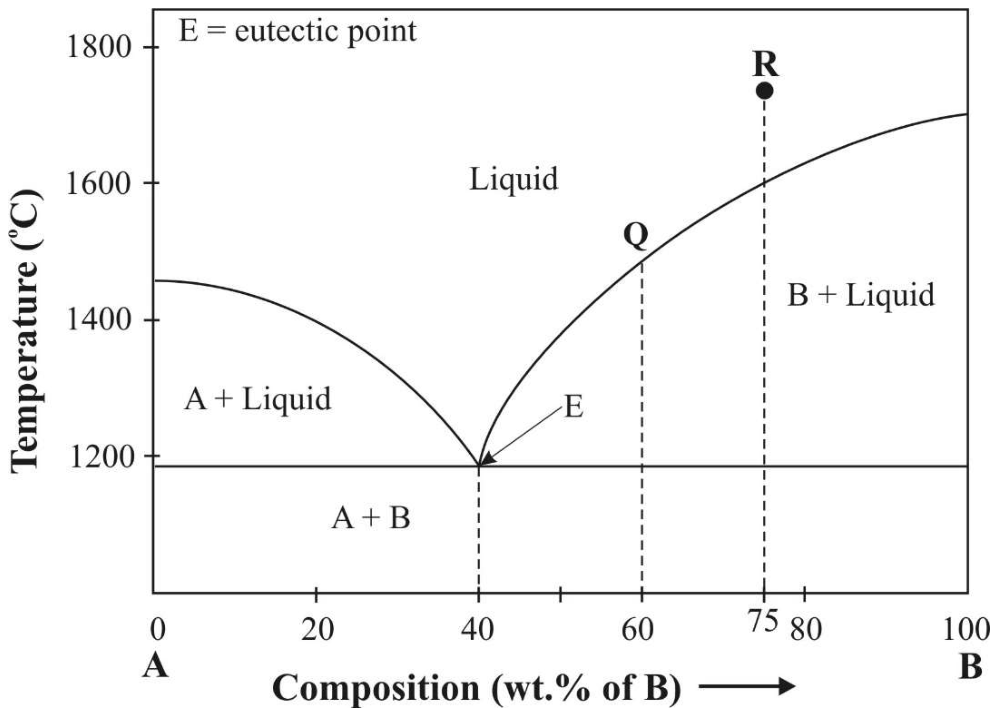 E = eutectic point
1800
R
1600
Liquid
Q
B + Liquid
1400
A + Liquid
E
1200
A + B
Temperature (°C)
0 20 40 60 75 80 100
A B
Composition (wt.% of B)